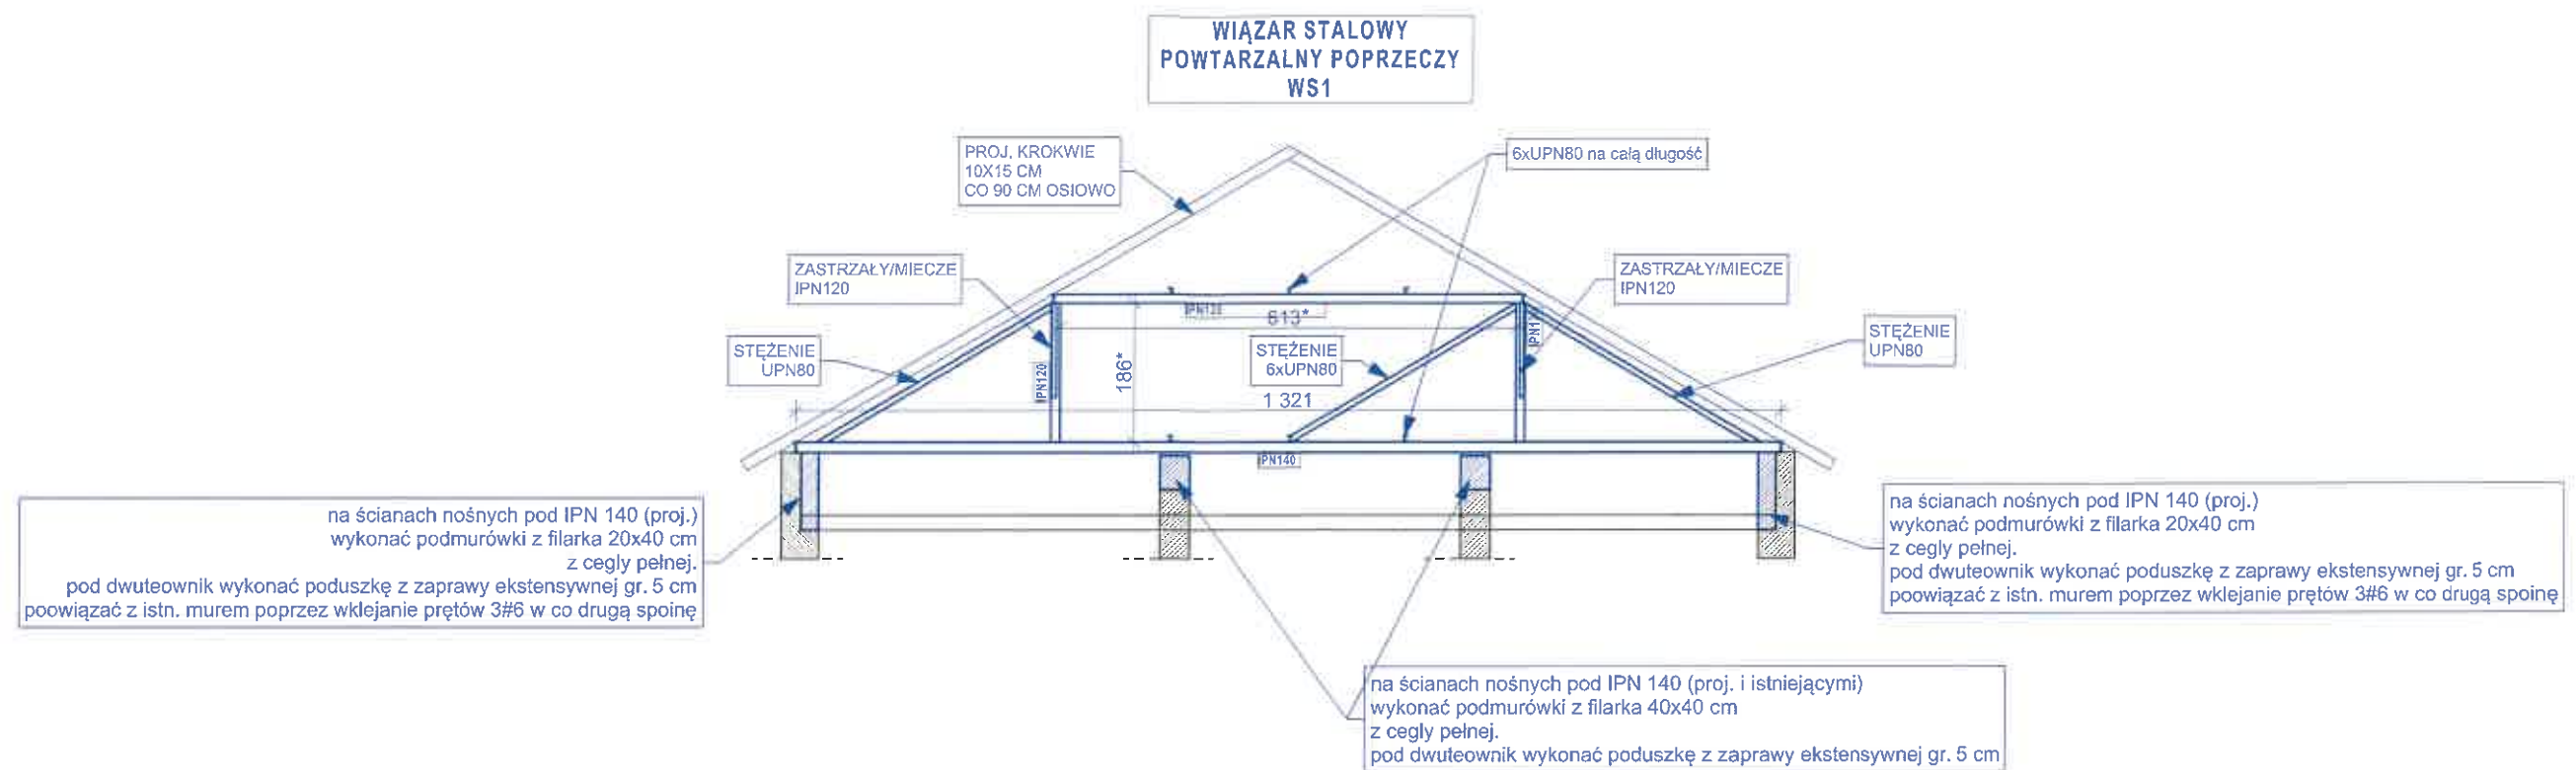 WIĄZAR STALOWY
POWTARZALNY POPRZECZY
WS1
PROJ. KROKWIE
10X15 CM
CO 90 CM OSIOWO
6xUPN80 na całą długość
ZASTRZAŁY/MIECZE
IPN120
ZASTRZAŁY/MIECZE
IPN120
IPN120
613*
STĘŻENIE
UPN80
STĘŻENIE
6xUPN80
IPN1
STĘŻENIE
UPN80
IPN120
186*
1 321
IPN140
na ścianach nośnych pod IPN 140 (proj.)
wykonać podmurówki z filarka 20x40 cm
z cegly pełnej.
pod dwuteownik wykonać poduszkę z zaprawy ekstensywnej gr. 5 cm
poowiązać z istn. murem poprzez wklejanie prętów 3#6 w co drugą spoinę
na ścianach nośnych pod IPN 140 (proj.)
wykonać podmurówki z filarka 20x40 cm
z cegly pełnej.
pod dwuteownik wykonać poduszkę z zaprawy ekstensywnej gr. 5 cm
poowiązać z istn. murem poprzez wklejanie prętów 3#6 w co drugą spoinę
na ścianach nośnych pod IPN 140 (proj. i istniejącymi)
wykonać podmurówki z filarka 40x40 cm
z cegly pełnej.
pod dwuteownik wykonać poduszkę z zaprawy ekstensywnej gr. 5 cm